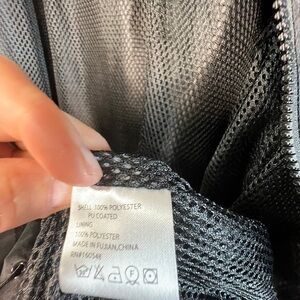 SHELL 100% POLYESTER
PU COATED
LINING
100% POLYESTER
MADE IN FUJIAN,CHINA
RN#160548